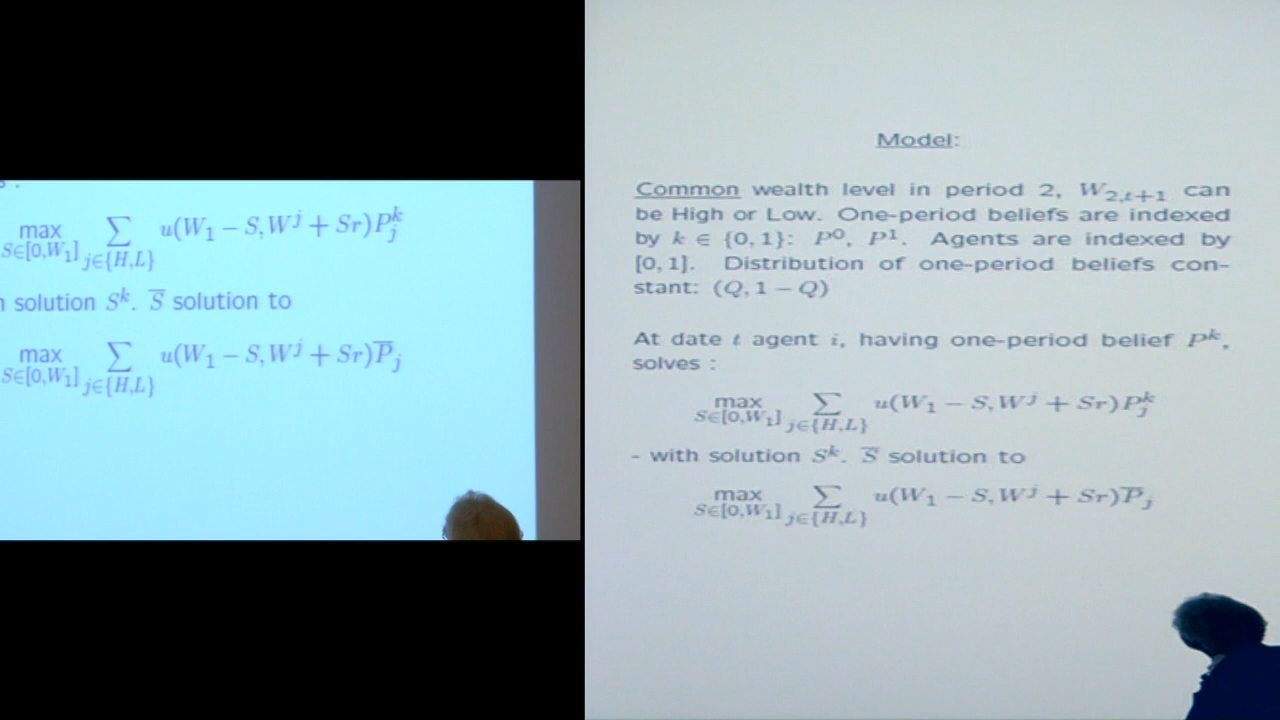 s :
max S∈[0,W₁] ∑ j∈{H,L} u(W₁ − S, Wʲ + Sr)Pⱼᵏ
n solution Sᵏ. S̅ solution to
max S∈[0,W₁] ∑ j∈{H,L} u(W₁ − S, Wʲ + Sr)P̅ⱼ
Model:
Common wealth level in period 2, W₂,ₜ₊₁ can
be High or Low. One-period beliefs are indexed
by k ∈ {0, 1}: P⁰, P¹. Agents are indexed by
[0, 1]. Distribution of one-period beliefs con-
stant: (Q, 1 − Q)
At date t agent i, having one-period belief Pᵏ,
solves :
max S∈[0,W₁] ∑ j∈{H,L} u(W₁ − S, Wʲ + Sr)Pⱼᵏ
- with solution Sᵏ. S̅ solution to
max S∈[0,W₁] ∑ j∈{H,L} u(W₁ − S, Wʲ + Sr)P̅ⱼ